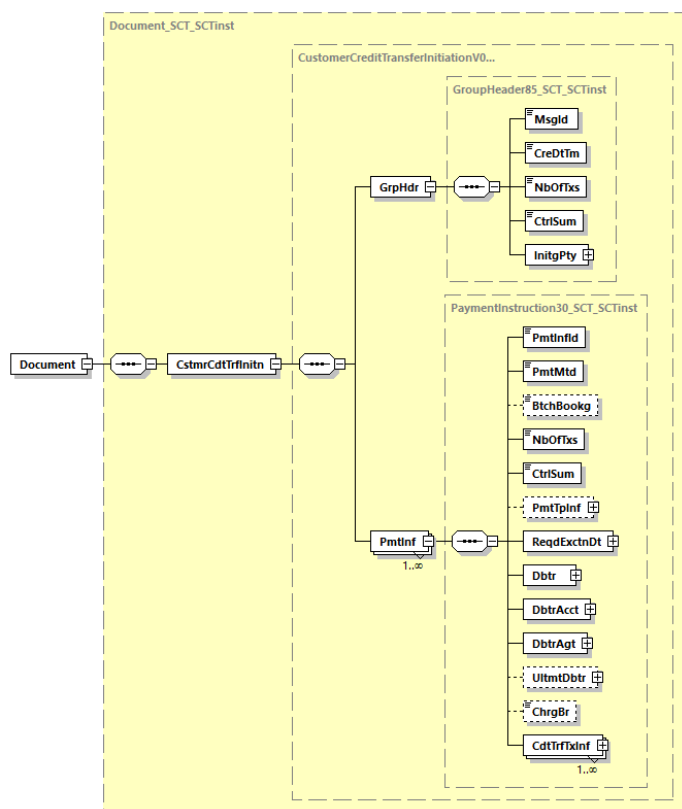 Document_SCT_SCTinst
CustomerCreditTransferInitiationV0...
GroupHeader85_SCT_SCTinst
MsgId
CreDtTm
GrpHdr
NbOfTxs
CtrlSum
InitgPty
PaymentInstruction30_SCT_SCTinst
PmtInfId
Document
CstmrCdtTrfInitn
PmtMtd
BtchBookg
NbOfTxs
CtrlSum
PmtTpInf
PmtInf
1..∞
ReqdExctnDt
Dbtr
DbtrAcct
DbtrAgt
UltmtDbtr
ChrgBr
CdtTrfTxInf
1..∞